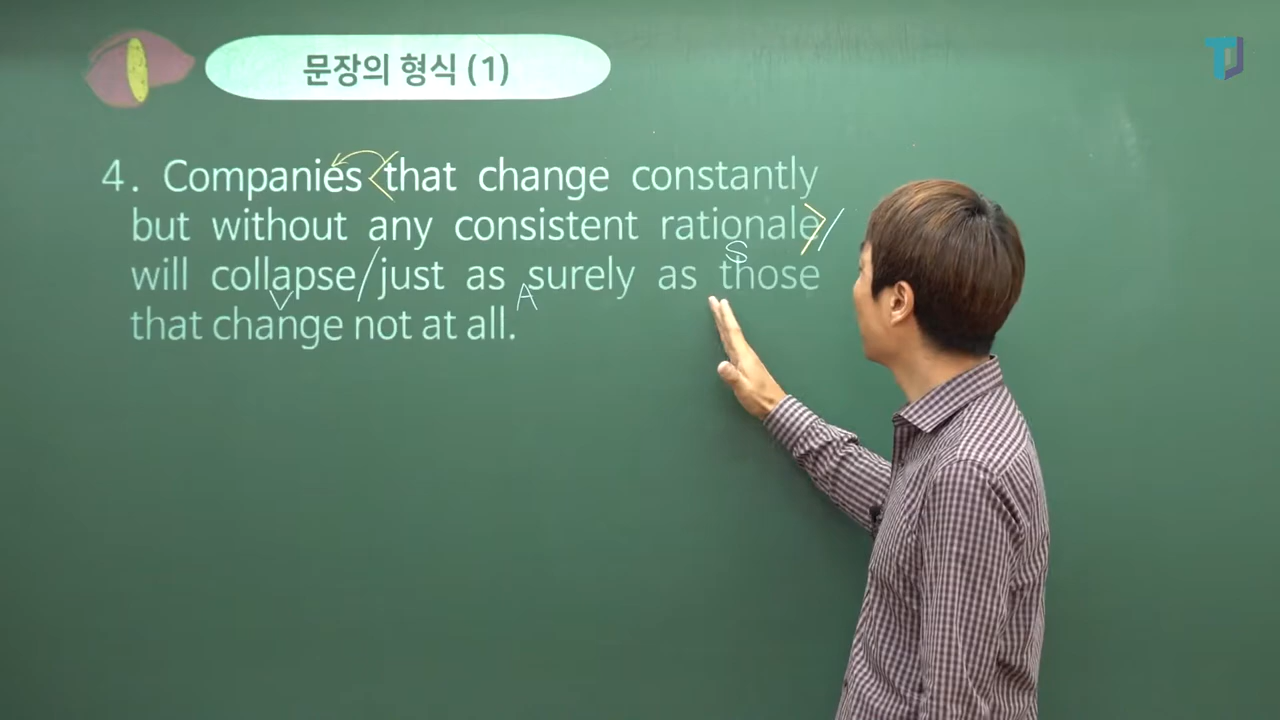 문장의 형식 (1)
4. Companies that change constantly
but without any consistent rationale
S
will collapse / just as surely as those
V
A
that change not at all.
TJ